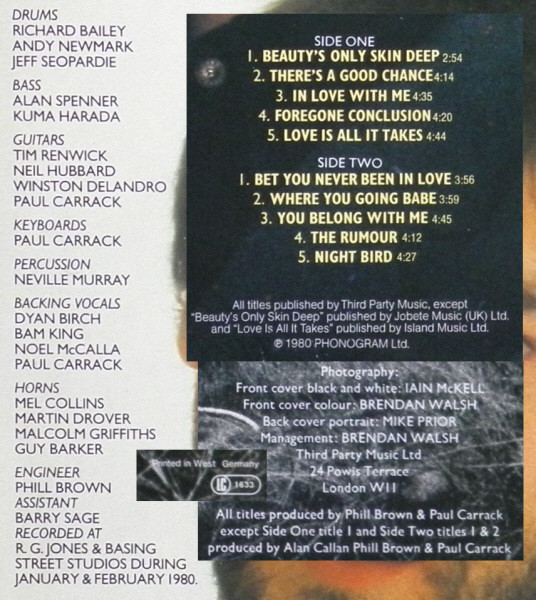 DRUMS
RICHARD BAILEY
ANDY NEWMARK
JEFF SEOPARDIE
BASS
ALAN SPENNER
KUMA HARADA
GUITARS
TIM RENWICK
NEIL HUBBARD
WINSTON DELANDRO
PAUL CARRACK
KEYBOARDS
PAUL CARRACK
PERCUSSION
NEVILLE MURRAY
BACKING VOCALS
DYAN BIRCH
BAM KING
NOEL McCALLA
PAUL CARRACK
HORNS
MEL COLLINS
MARTIN DROVER
MALCOLM GRIFFITHS
GUY BARKER
ENGINEER
PHILL BROWN
ASSISTANT
BARRY SAGE
RECORDED AT
R. G. JONES & BASING
STREET STUDIOS DURING
JANUARY & FEBRUARY 1980.
SIDE ONE
1. BEAUTY'S ONLY SKIN DEEP 2:54
2. THERE'S A GOOD CHANCE 4:14
3. IN LOVE WITH ME 4:35
4. FOREGONE CONCLUSION 4:20
5. LOVE IS ALL IT TAKES 4:44
SIDE TWO
1. BET YOU NEVER BEEN IN LOVE 3:56
2. WHERE YOU GOING BABE 3:59
3. YOU BELONG WITH ME 4:45
4. THE RUMOUR 4:12
5. NIGHT BIRD 4:27
All titles published by Third Party Music, except
"Beauty's Only Skin Deep" published by Jobete Music (UK) Ltd.
and "Love Is All It Takes" published by Island Music Ltd.
℗ 1980 PHONOGRAM Ltd.
Photography:
Front cover black and white: IAIN McKELL
Front cover colour: BRENDAN WALSH
Back cover portrait: MIKE PRIOR
Management: BRENDAN WALSH
Third Party Music Ltd
24 Powis Terrace
London W11
Printed in West Germany
LC 1633
All titles produced by Phill Brown & Paul Carrack
except Side One title 1 and Side Two titles 1 & 2
produced by Alan Callan Phill Brown & Paul Carrack